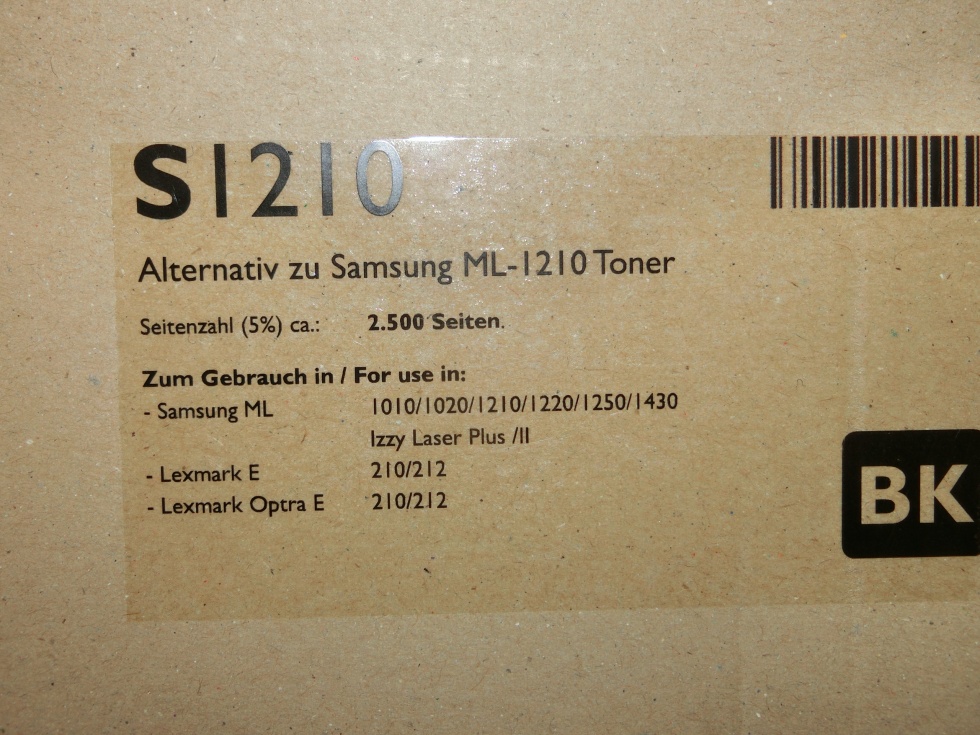 S1210
Alternativ zu Samsung ML-1210 Toner
Seitenzahl (5%) ca.: 2.500 Seiten.
Zum Gebrauch in / For use in:
- Samsung ML 1010/1020/1210/1220/1250/1430
Izzy Laser Plus /II
- Lexmark E 210/212
- Lexmark Optra E 210/212
BK